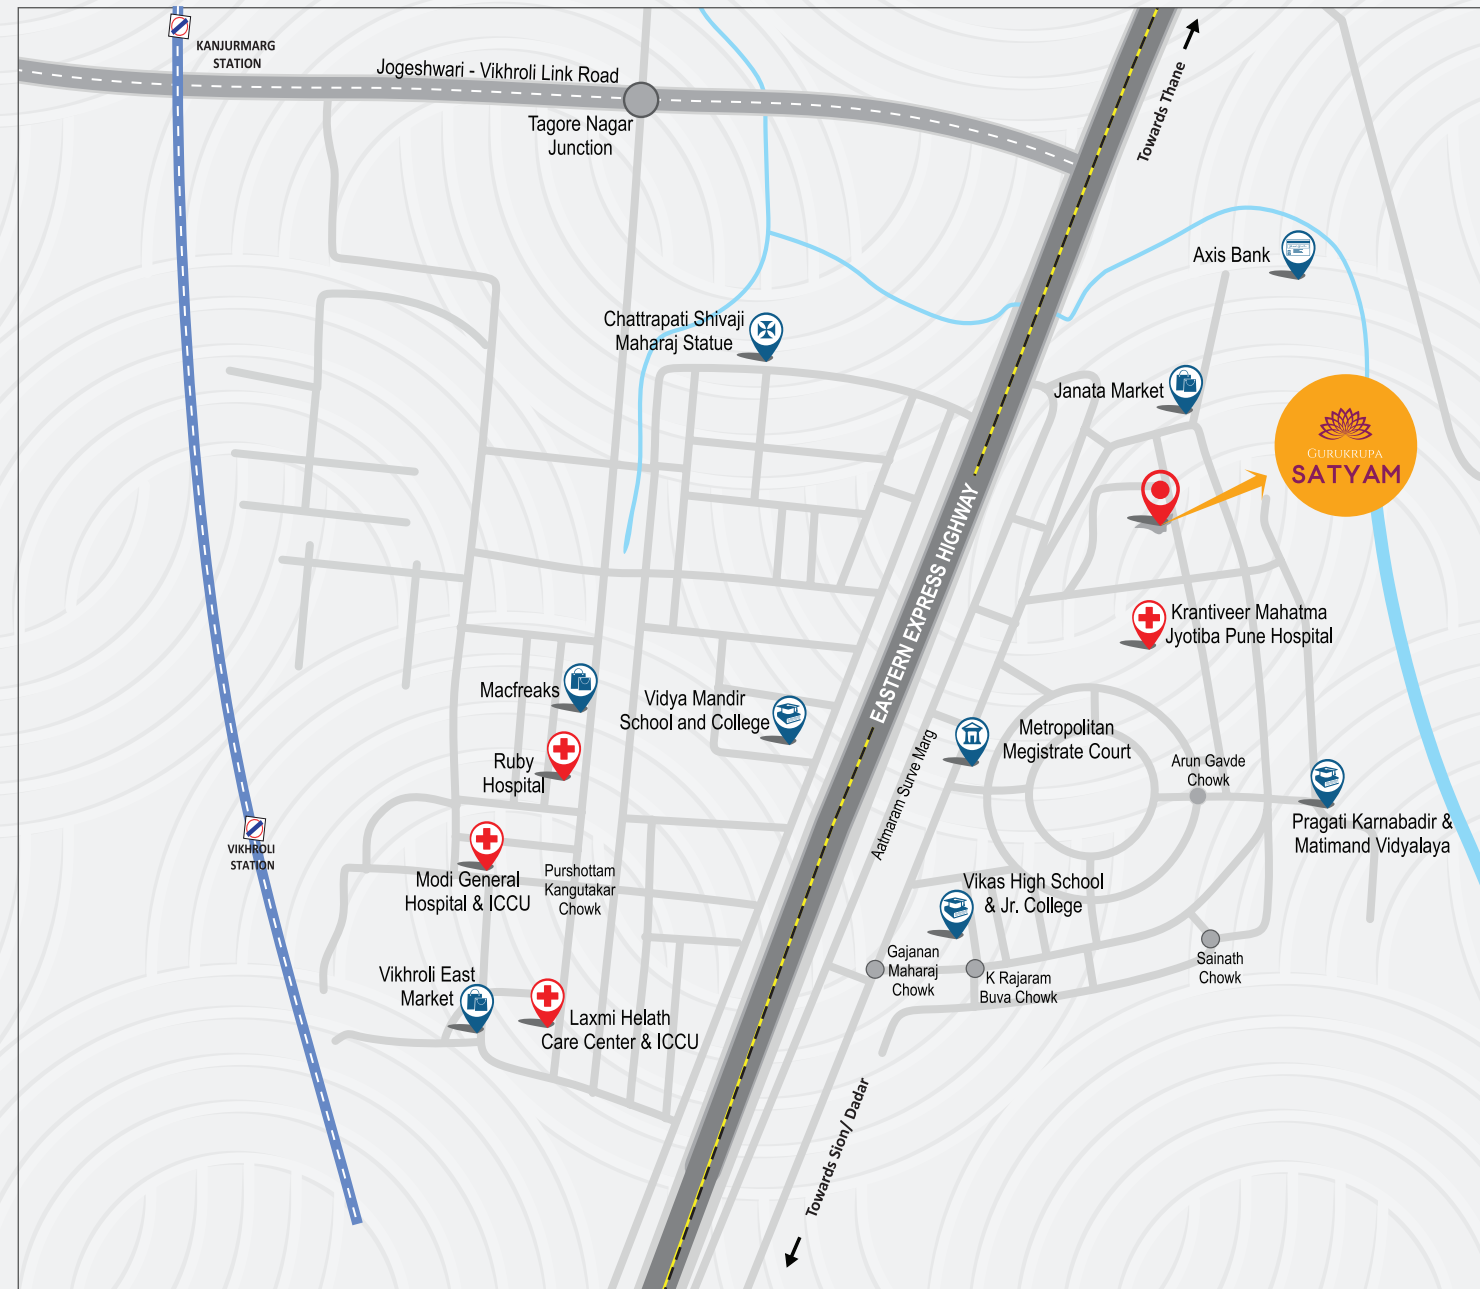 KANJURMARG
STATION
Jogeshwari - Vikhroli Link Road
Tagore Nagar
Junction
Towards Thane
Axis Bank
Chattrapati Shivaji
Maharaj Statue
Janata Market
GURUKRUPA
SATYAM
EASTERN EXPRESS HIGHWAY
Krantiveer Mahatma
Jyotiba Pune Hospital
Macfreaks
Vidya Mandir
School and College
Metropolitan
Megistrate Court
Aatmaram Surve Marg
Ruby
Hospital
Arun Gavde
Chowk
Pragati Karnabadir &
Matimand Vidyalaya
VIKHROLI
STATION
Modi General
Hospital & ICCU
Purshottam
Kangutakar
Chowk
Vikas High School
& Jr. College
Gajanan
Maharaj
Chowk
K Rajaram
Buva Chowk
Sainath
Chowk
Vikhroli East
Market
Laxmi Helath
Care Center & ICCU
Towards Sion/ Dadar